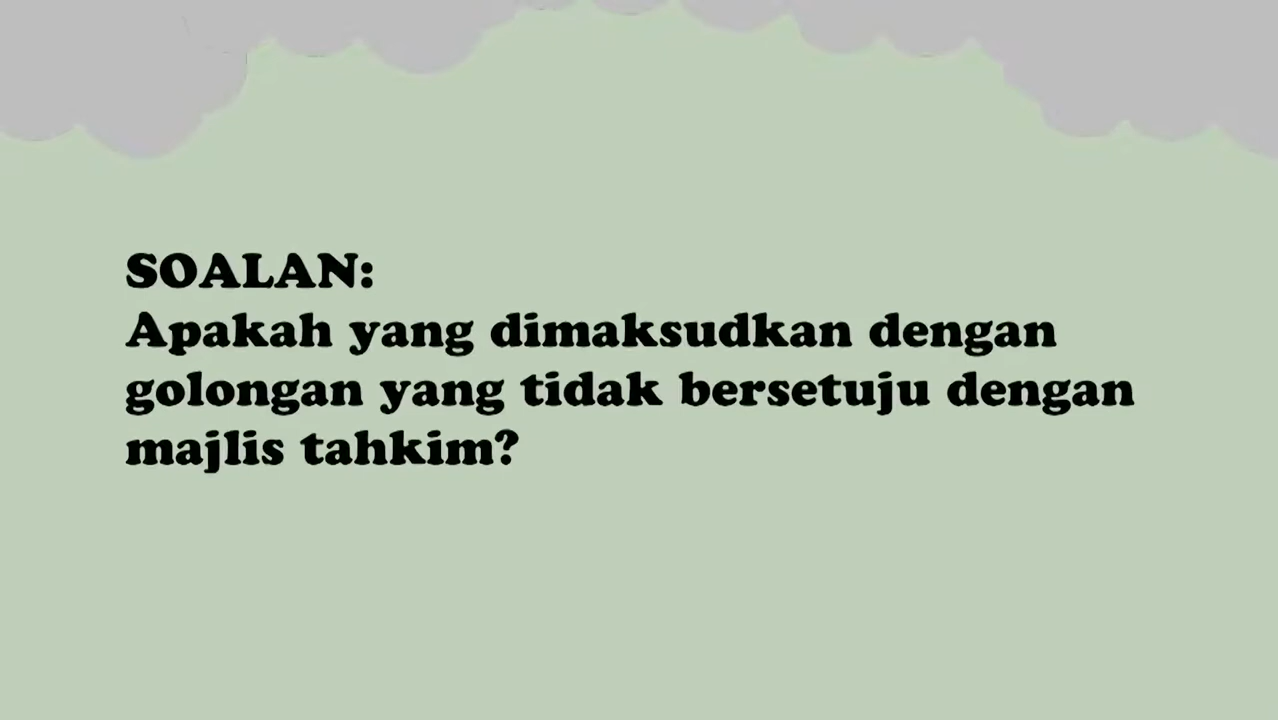 SOALAN:
Apakah yang dimaksudkan dengan
golongan yang tidak bersetuju dengan
majlis tahkim?